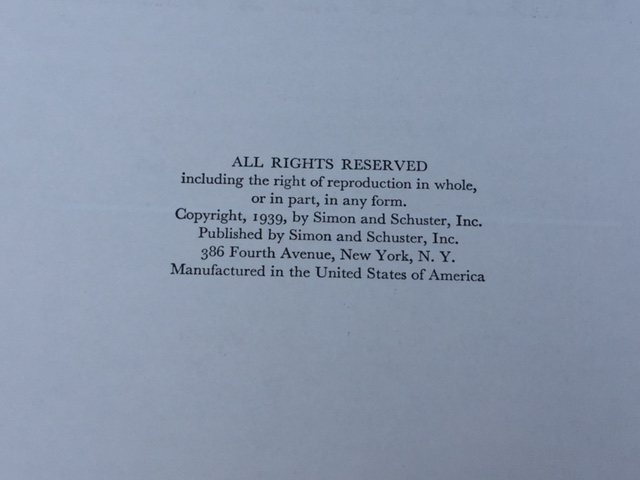 ALL RIGHTS RESERVED
including the right of reproduction in whole,
or in part, in any form.
Copyright, 1939, by Simon and Schuster, Inc.
Published by Simon and Schuster, Inc.
386 Fourth Avenue, New York, N. Y.
Manufactured in the United States of America